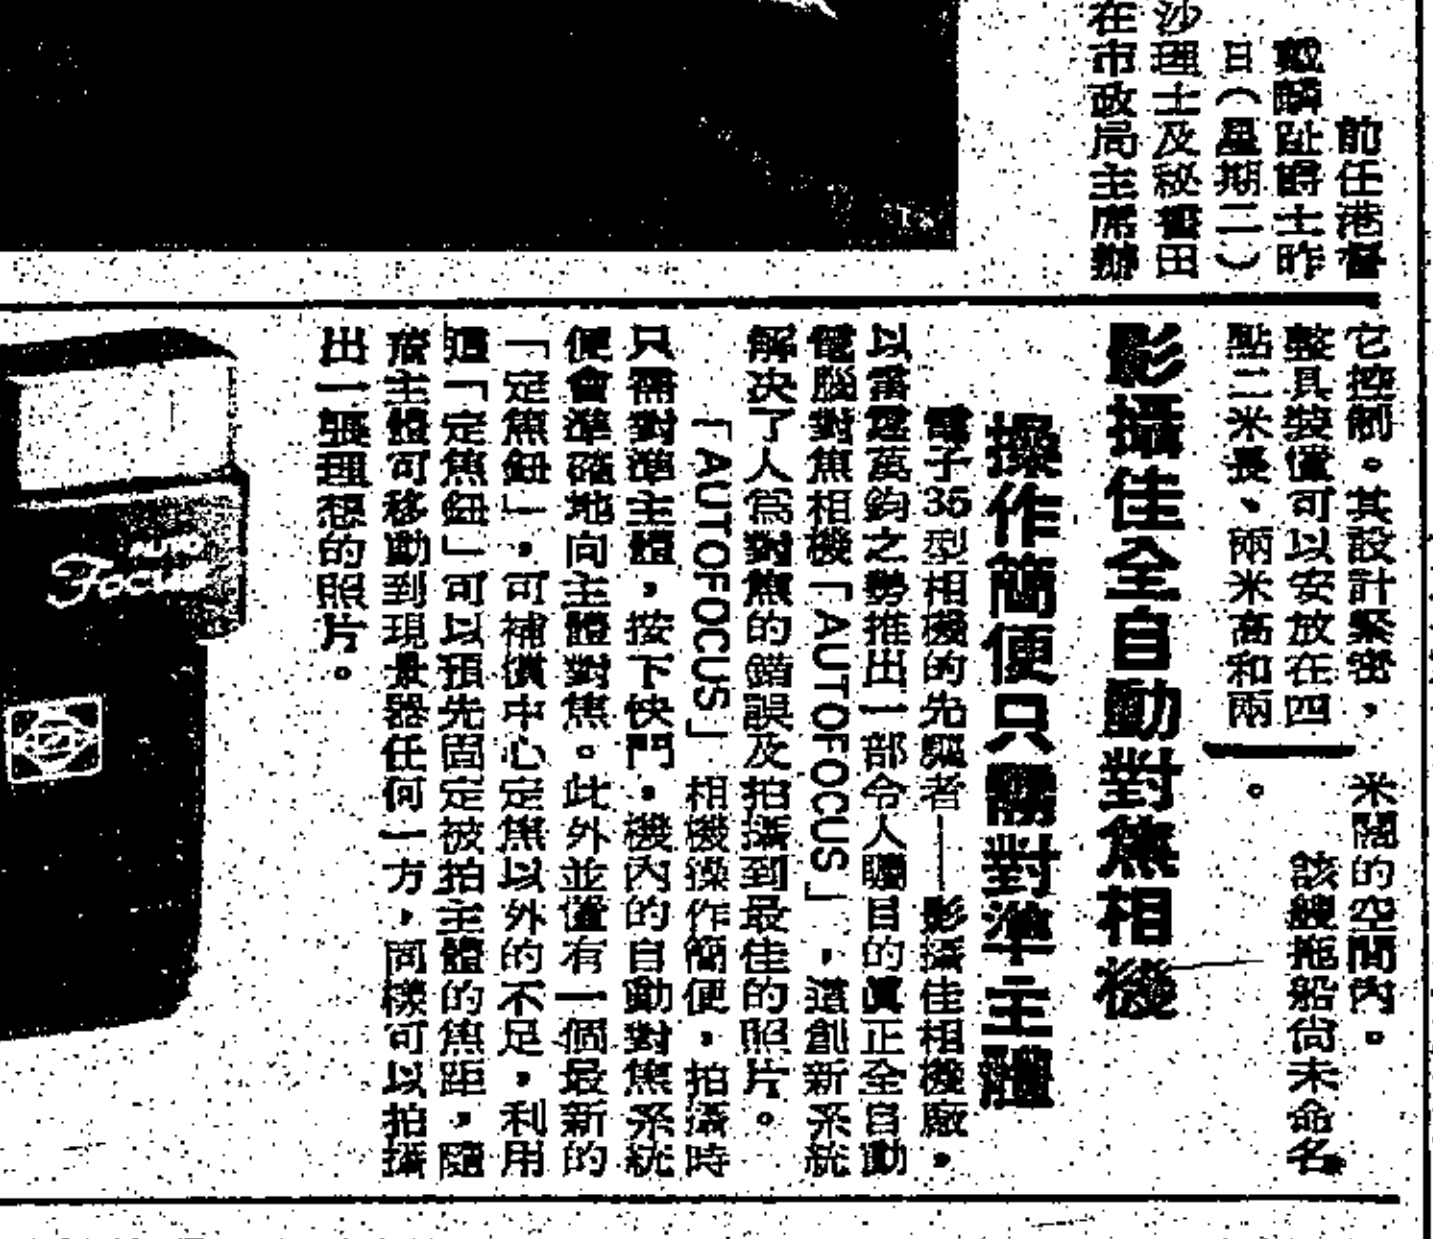 前任港督
戴麟趾爵士昨
日（星期二）
沙理士及秘書田
在市政局主席辦
它控制。其設計緊密，
整具裝置可以安放在四
點二米長、兩米高和兩
米闊的空間內。
該艘拖船尚未命名
。
影攝佳全自動對焦相機
操作簡便只需對準主體
電子35型相機的先驅者——影攝佳相機廠，
以雷霆萬鈞之勢推出一部令人矚目的眞正全自動
電腦對焦相機「AUTOFOCUS」，這創新系統
解決了人為對焦的錯誤及拍攝到最佳的照片。
「AUTOFOCUS」相機操作簡便，拍攝時
只需對準主體，按下快門，機內的自動對焦系統
便會準確地向主體對焦。此外並設有一個最新的
「定焦鈕」，可補償中心定焦以外的不足，利用
這「定焦鈕」可以預先固定被拍主體的焦距，隨
後主體可移動到現景器任何一方，同樣可以拍攝
出一張理想的照片。
AUTO
Focus